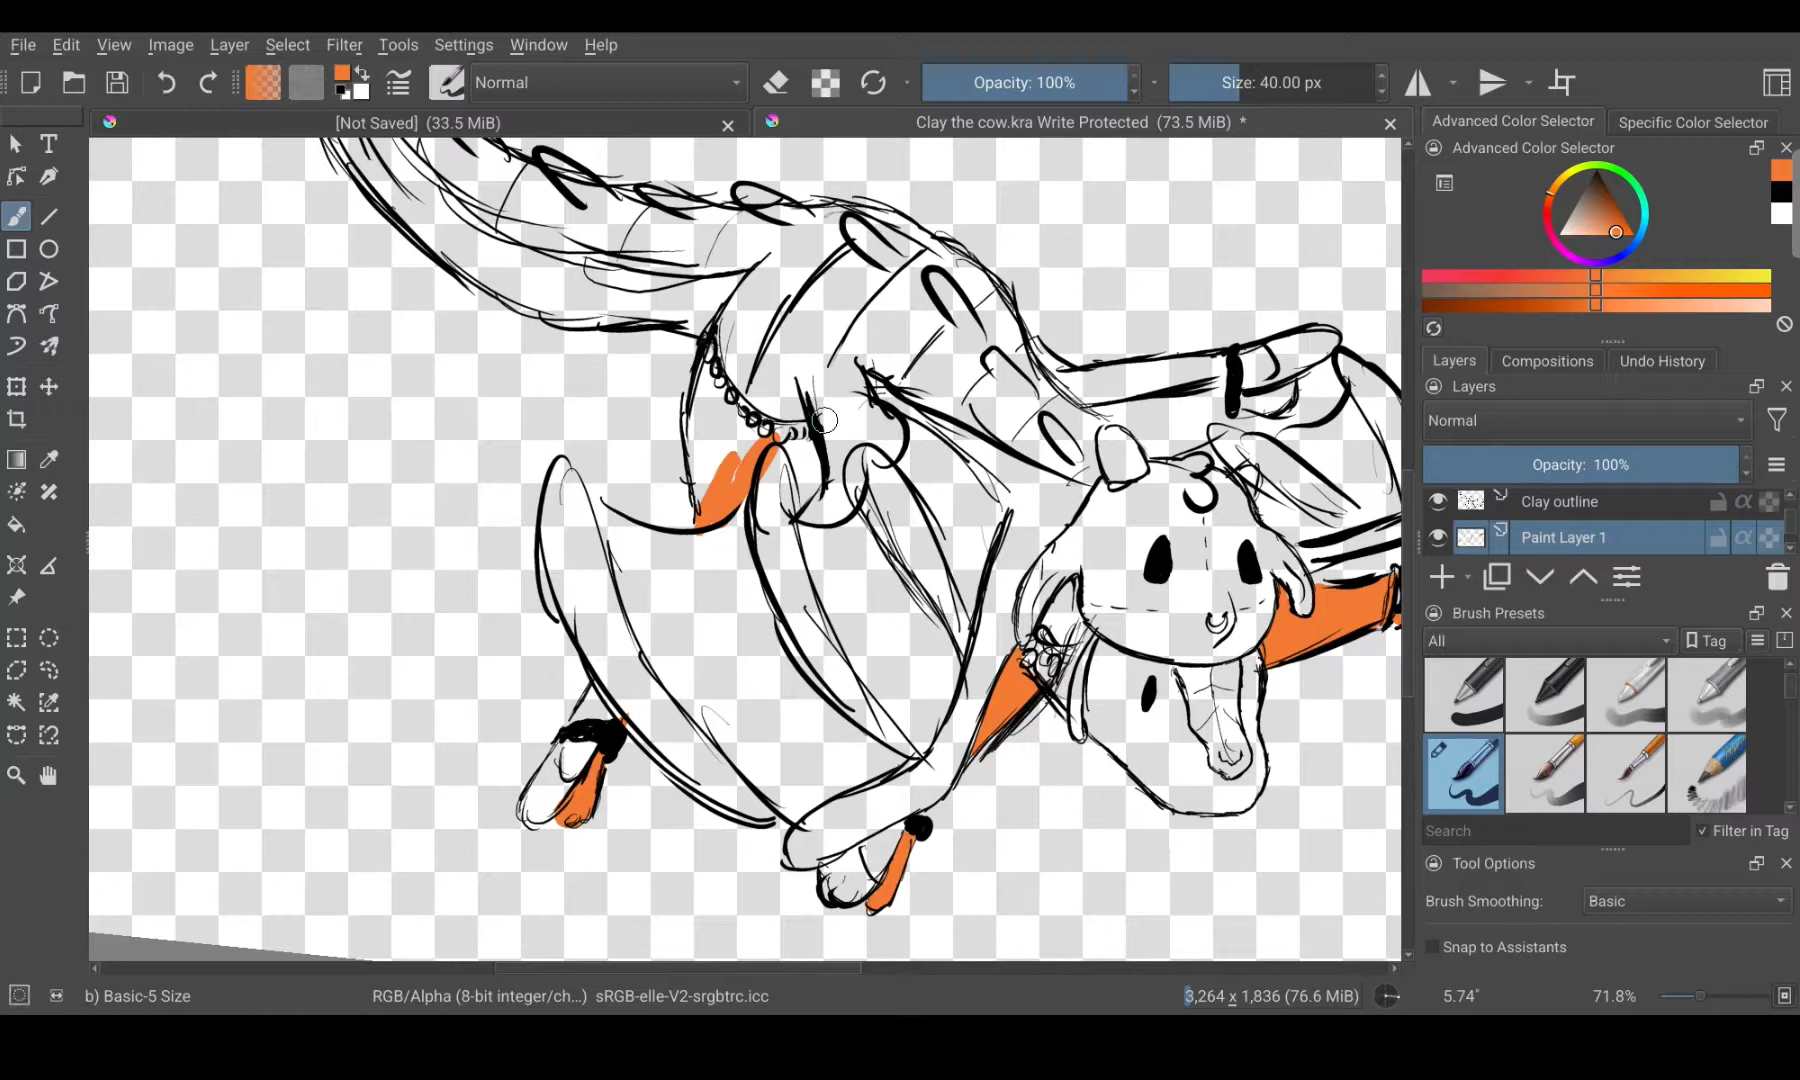 File Edit View Image Layer Select Filter Tools Settings Window Help
Normal Opacity: 100% Size: 40.00 px
[Not Saved] (33.5 MiB) Clay the cow.kra Write Protected (73.5 MiB) *
Advanced Color Selector Specific Color Selector
Advanced Color Selector
Layers Compositions Undo History
Layers
Normal
Opacity: 100%
Clay outline
Paint Layer 1
Brush Presets
All Tag
Search Filter in Tag
Tool Options
Brush Smoothing: Basic
Snap to Assistants
b) Basic-5 Size RGB/Alpha (8-bit integer/ch...) sRGB-elle-V2-srgbtrc.icc 3,264 x 1,836 (76.6 MiB) 5.74° 71.8%